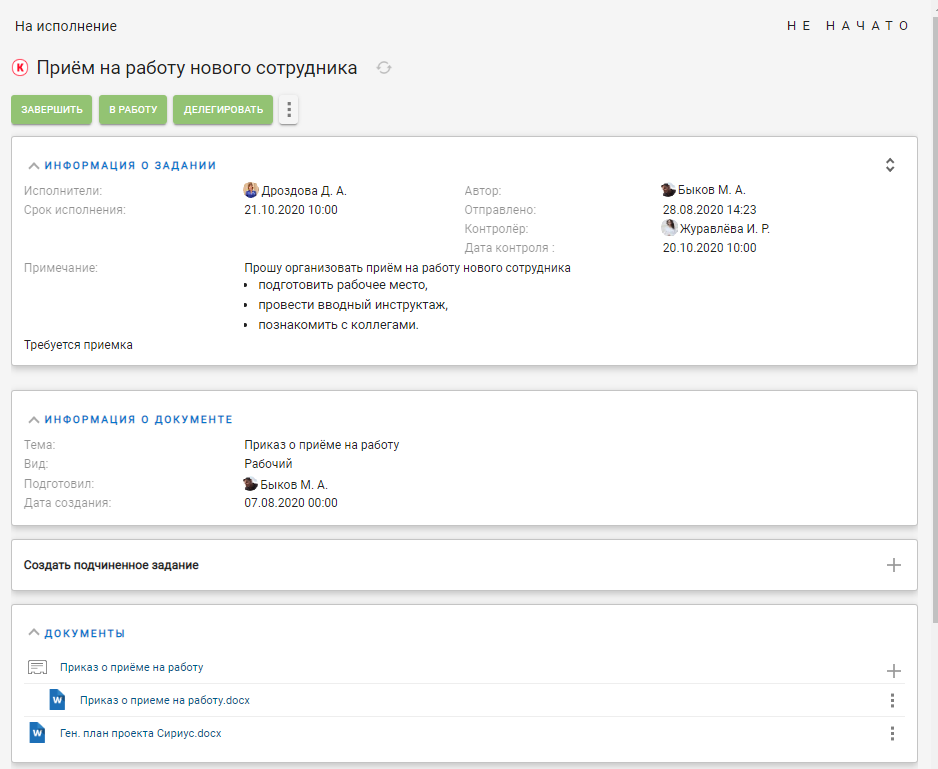 На исполнение
НЕ НАЧАТО
К Приём на работу нового сотрудника
ЗАВЕРШИТЬ В РАБОТУ ДЕЛЕГИРОВАТЬ
ИНФОРМАЦИЯ О ЗАДАНИИ
Исполнители: Дроздова Д. А. Автор: Быков М. А.
Срок исполнения: 21.10.2020 10:00 Отправлено: 28.08.2020 14:23
Контролёр: Журавлёва И. Р.
Дата контроля : 20.10.2020 10:00
Примечание: Прошу организовать приём на работу нового сотрудника
• подготовить рабочее место,
• провести вводный инструктаж,
• познакомить с коллегами.
Требуется приемка
ИНФОРМАЦИЯ О ДОКУМЕНТЕ
Тема: Приказ о приёме на работу
Вид: Рабочий
Подготовил: Быков М. А.
Дата создания: 07.08.2020 00:00
Создать подчиненное задание
ДОКУМЕНТЫ
Приказ о приёме на работу
W Приказ о приеме на работу.docx
W Ген. план проекта Сириус.docx